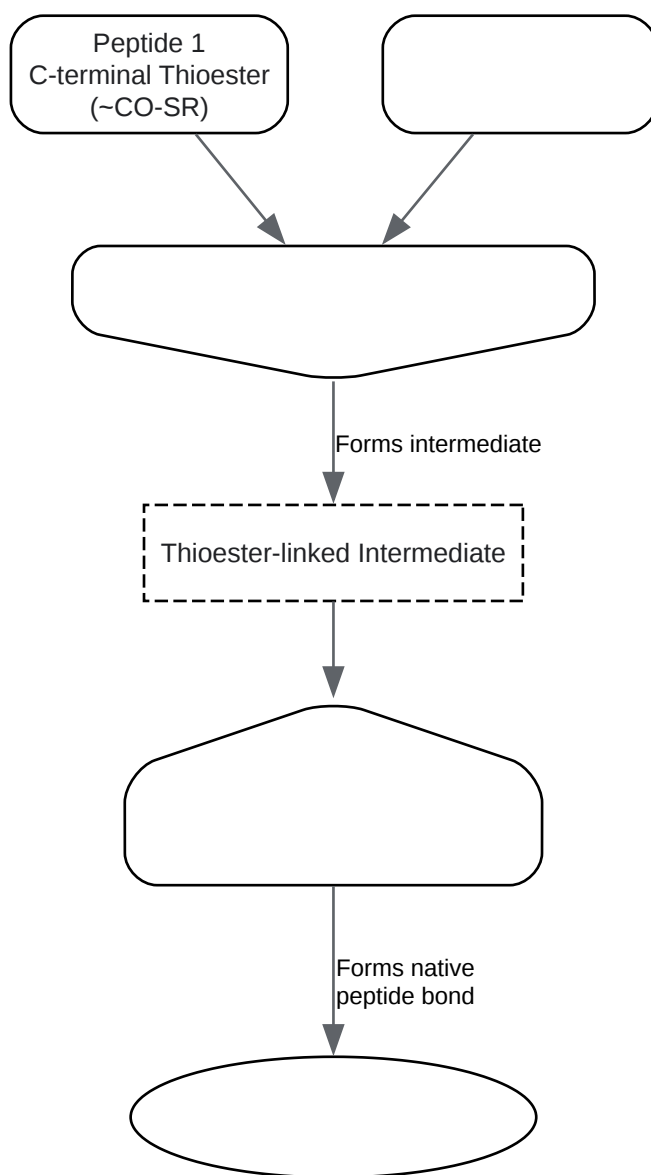 Peptide 1
C-terminal Thioester
(~CO-SR)
Forms intermediate
Thioester-linked Intermediate
Forms native
peptide bond